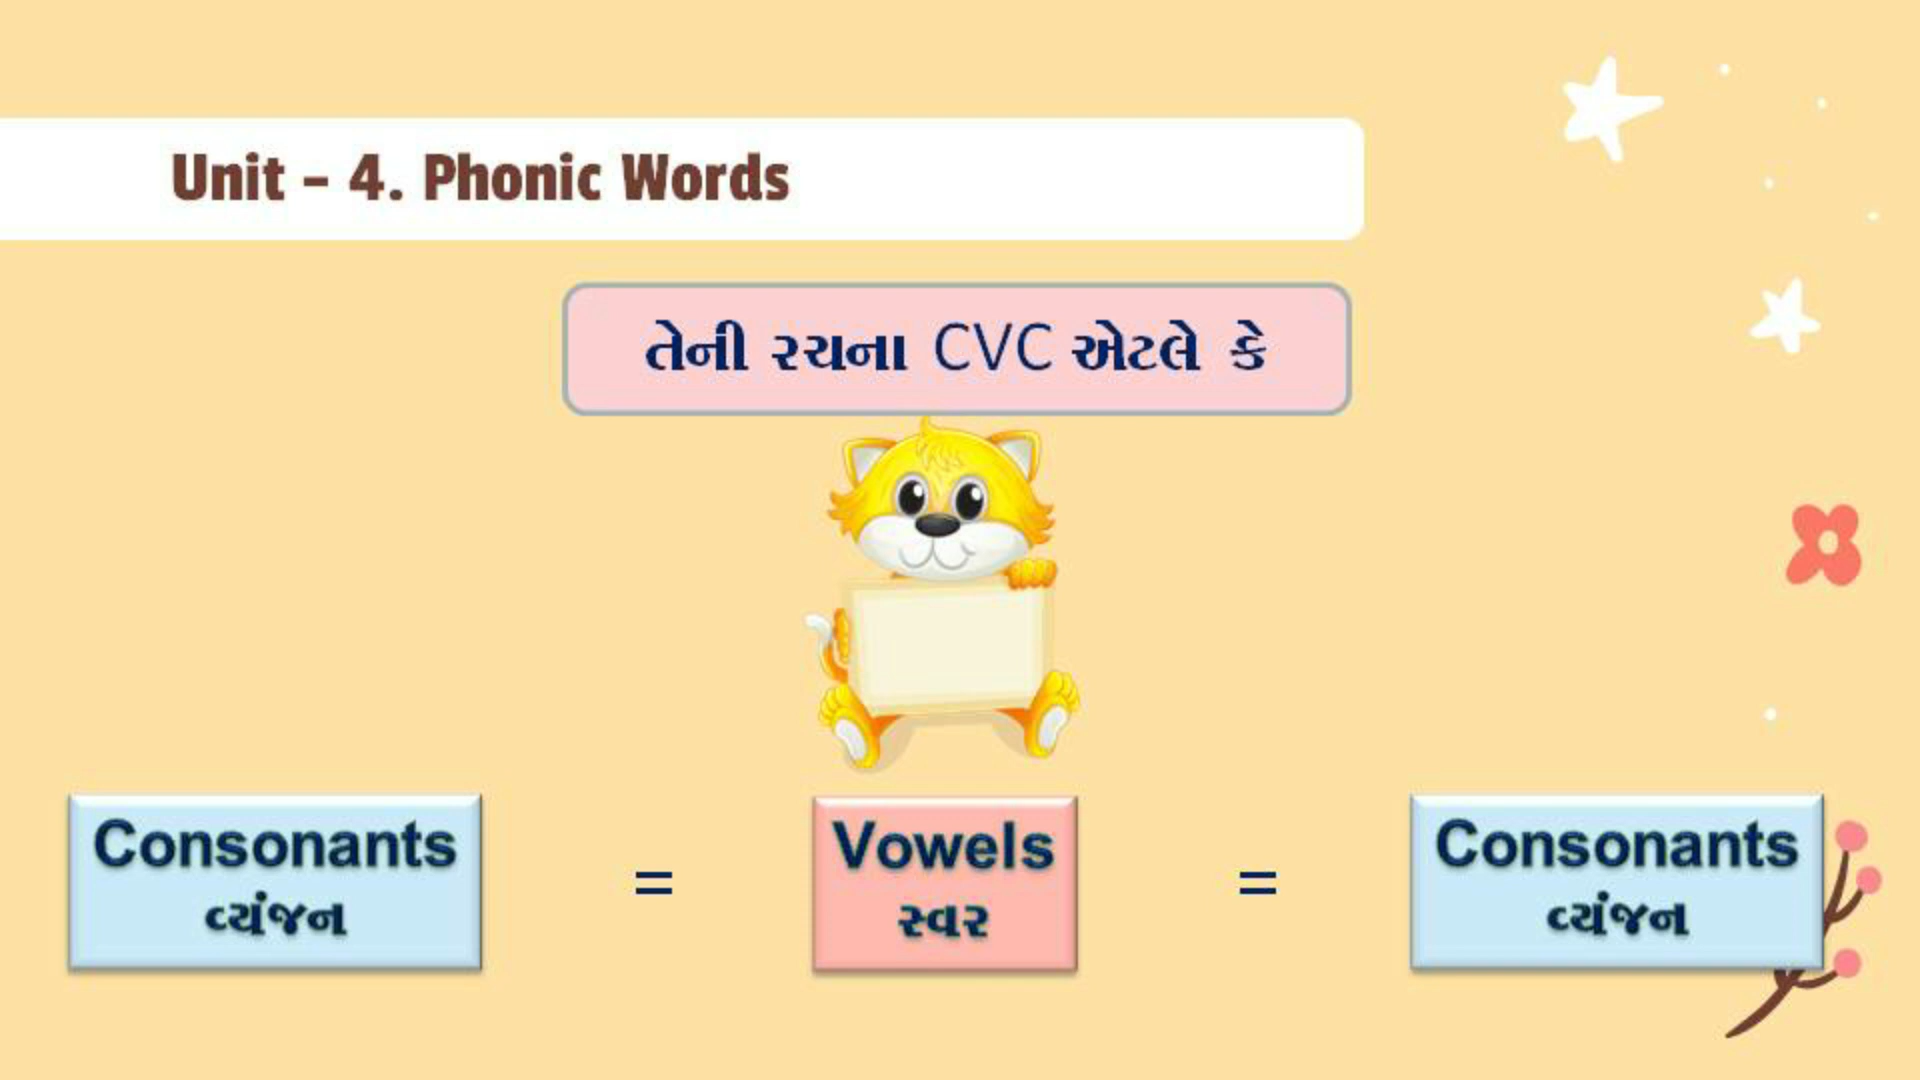 Unit – 4. Phonic Words
તેની રચના CVC એટલે કે
Consonants
વ્યંજન
=
Vowels
સ્વર
=
Consonants
વ્યંજન